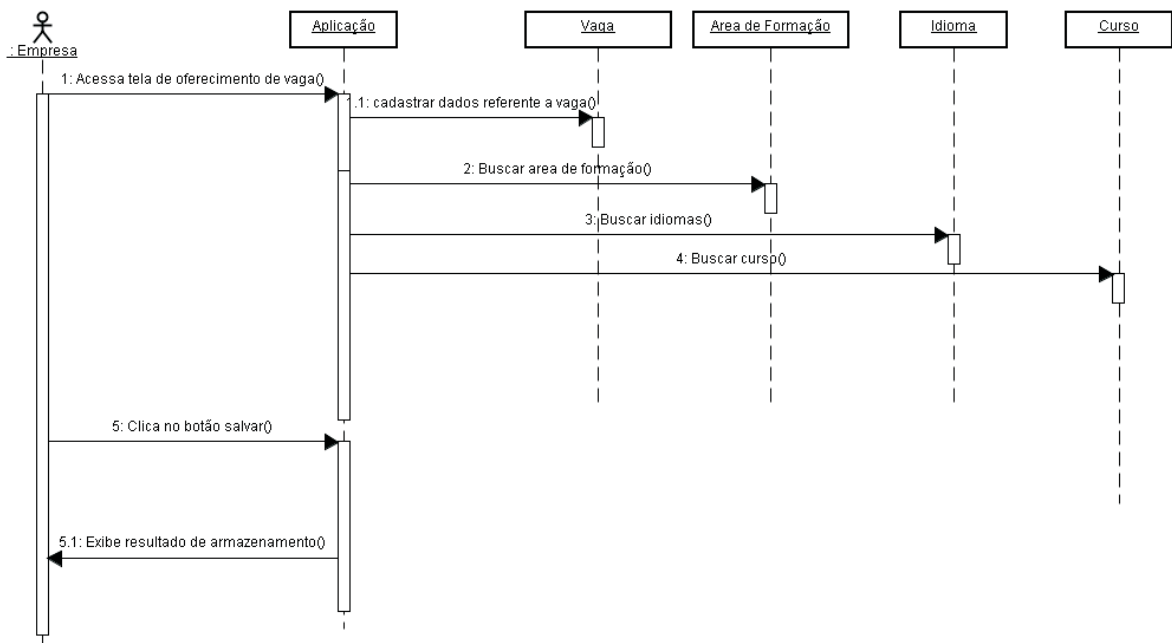 Aplicação
Vaga
Area de Formação
Idioma
Curso
: Empresa
1: Acessa tela de oferecimento de vaga()
.1: cadastrar dados referente a vaga()
2: Buscar area de formação()
3: Buscar idiomas()
4: Buscar curso()
5: Clica no botão salvar()
5.1: Exibe resultado de armazenamento()